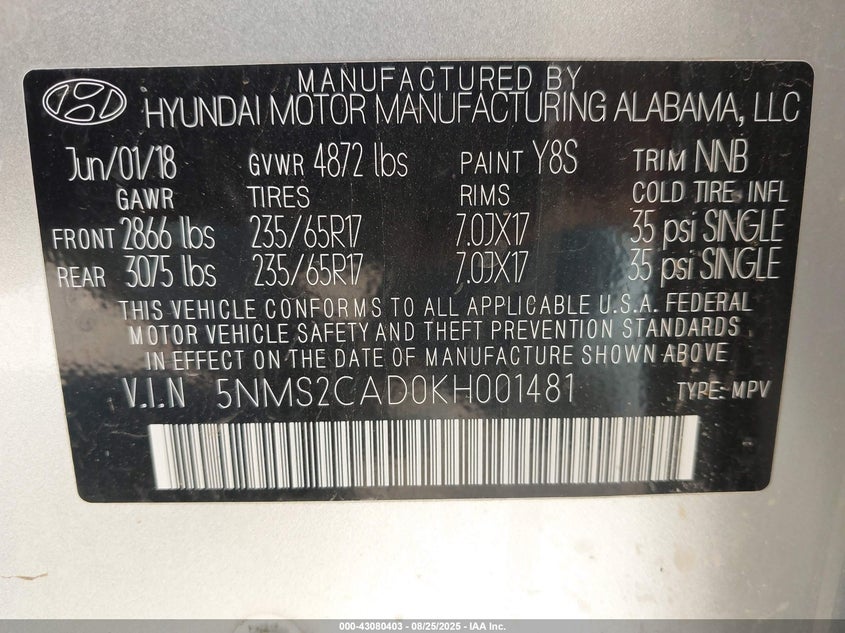 MANUFACTURED BY
HYUNDAI MOTOR MANUFACTURING ALABAMA, LLC
Jun/01/18 GVWR 4872 lbs PAINT Y8S TRIM NNB
GAWR TIRES RIMS COLD TIRE INFL
FRONT 2866 lbs 235/65R17 7.0JX17 35 psi SINGLE
REAR 3075 lbs 235/65R17 7.0JX17 35 psi SINGLE
THIS VEHICLE CONFORMS TO ALL APPLICABLE U.S.A. FEDERAL
MOTOR VEHICLE SAFETY AND THEFT PREVENTION STANDARDS
IN EFFECT ON THE DATE OF MANUFACTURE SHOWN ABOVE.
V.I.N 5NMS2CAD0KH001481 TYPE: MPV
000-43080403 - 08/25/2025 - IAA Inc.